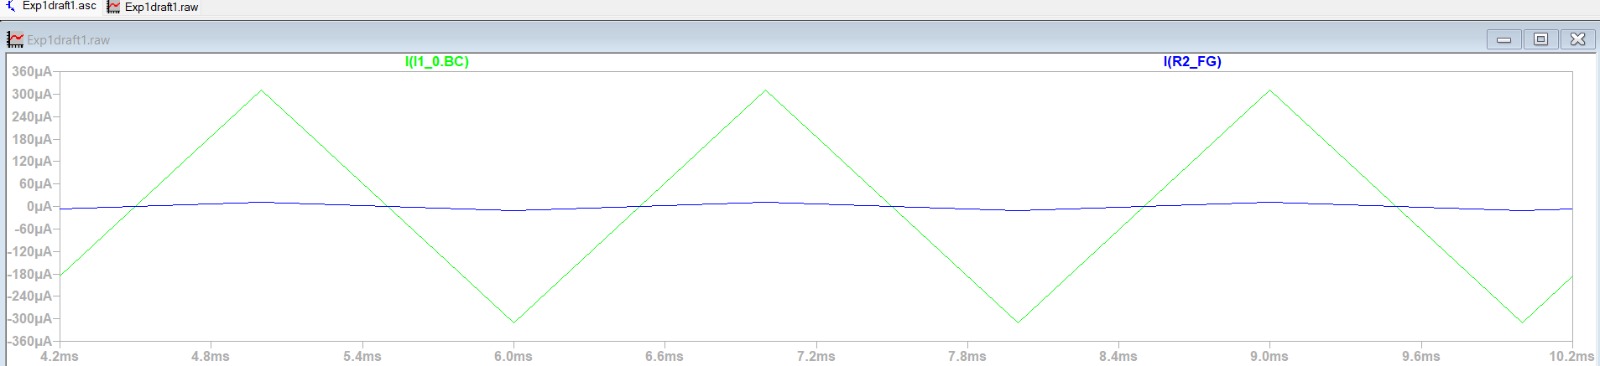 Exp1draft1.asc Exp1draft1.raw
Exp1draft1.raw
I(I1_0.BC) I(R2_FG)
360µA
300µA
240µA
180µA
120µA
60µA
0µA
-60µA
-120µA
-180µA
-240µA
-300µA
-360µA
4.2ms 4.8ms 5.4ms 6.0ms 6.6ms 7.2ms 7.8ms 8.4ms 9.0ms 9.6ms 10.2ms